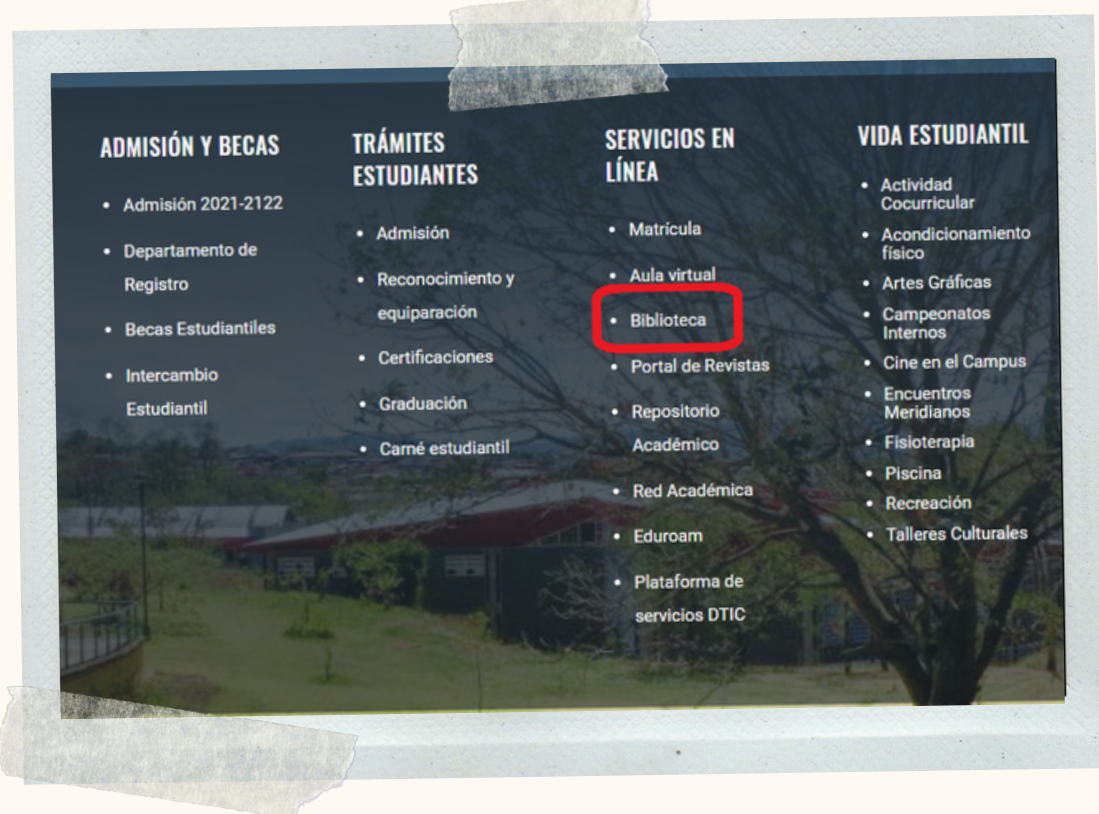 ADMISIÓN Y BECAS
Admisión 2021-2122
Departamento de
Registro
Becas Estudiantiles
Intercambio
Estudiantil
TRÁMITES
ESTUDIANTES
Admisión
Reconocimiento y
equiparación
Certificaciones
Graduación
Carné estudiantil
SERVICIOS EN
LÍNEA
Matrícula
Aula virtual
Biblioteca
Portal de Revistas
Repositorio
Académico
Red Académica
Eduroam
Plataforma de
servicios DTIC
VIDA ESTUDIANTIL
Actividad
Cocurricular
Acondicionamiento
físico
Artes Gráficas
Campeonatos
Internos
Cine en el Campus
Encuentros
Meridianos
Fisioterapia
Piscina
Recreación
Talleres Culturales